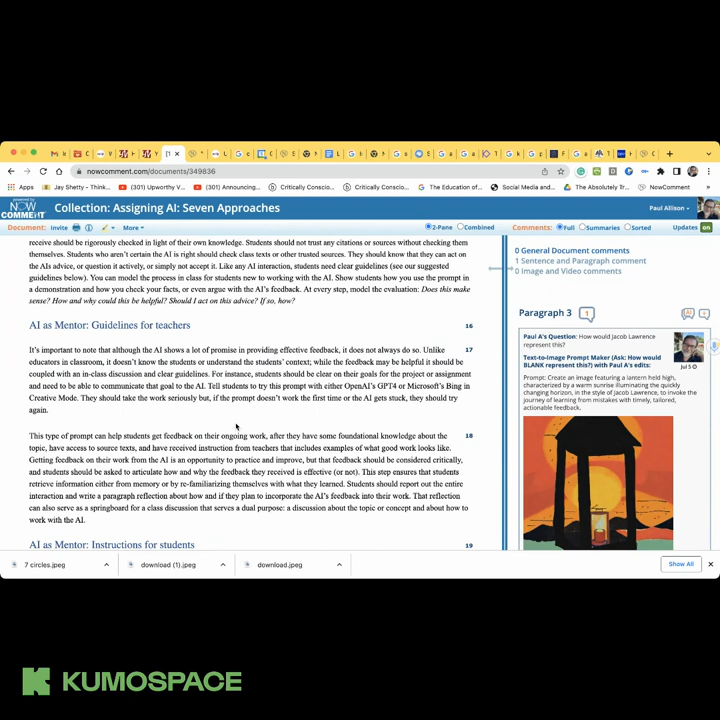 nowcomment.com/documents/349836
Apps
Jay Shetty – Think...
(301) Upworthy V...
(301) Announcing...
Critically Conscio...
Critically Conscio...
The Education of...
Social Media and...
The Absolutely Tr...
NowComment
powered by
NOW
COMMENT
Collection: Assigning AI: Seven Approaches
Paul Allison
Document: Invite More
2-Pane Combined
Comments: Full Summaries Sorted
Updates on
receive should be rigorously checked in light of their own knowledge. Students should not trust any citations or sources without checking them
themselves. Students who aren't certain the AI is right should check class texts or other trusted sources. They should know that they can act on
the AIs advice, or question it actively, or simply not accept it. Like any AI interaction, students need clear guidelines (see our suggested
guidelines below). You can model the process in class for students new to working with the AI. Show students how you use the prompt in
a demonstration and how you check your facts, or even argue with the AI's feedback. At every step, model the evaluation: Does this make
sense? How and why could this be helpful? Should I act on this advice? If so, how?
AI as Mentor: Guidelines for teachers
16
It's important to note that although the AI shows a lot of promise in providing effective feedback, it does not always do so. Unlike
17
educators in classroom, it doesn't know the students or understand the students' context; while the feedback may be helpful it should be
coupled with an in-class discussion and clear guidelines. For instance, students should be clear on their goals for the project or assignment
and need to be able to communicate that goal to the AI. Tell students to try this prompt with either OpenAI's GPT4 or Microsoft's Bing in
Creative Mode. They should take the work seriously but, if the prompt doesn't work the first time or the AI gets stuck, they should try
again.
This type of prompt can help students get feedback on their ongoing work, after they have some foundational knowledge about the
18
topic, have access to source texts, and have received instruction from teachers that includes examples of what good work looks like.
Getting feedback on their work from the AI is an opportunity to practice and improve, but that feedback should be considered critically,
and students should be asked to articulate how and why the feedback they received is effective (or not). This step ensures that students
retrieve information either from memory or by re-familiarizing themselves with what they learned. Students should report out the entire
interaction and write a paragraph reflection about how and if they plan to incorporate the AI's feedback into their work. That reflection
can also serve as a springboard for a class discussion that serves a dual purpose: a discussion about the topic or concept and about how to
work with the AI.
AI as Mentor: Instructions for students
19
0 General Document comments
1 Sentence and Paragraph comment
0 Image and Video comments
Paragraph 3
1
AI
Paul A's Question: How would Jacob Lawrence
represent this?
Text-to-Image Prompt Maker (Ask: How would
BLANK represent this?) with Paul A's edits:
Jul 5
Prompt: Create an image featuring a lantern held high,
characterized by a warm sunrise illuminating the quickly
changing horizon, in the style of Jacob Lawrence, to invoke the
journey of learning from mistakes with timely, tailored,
actionable feedback.
7 circles.jpeg
download (1).jpeg
download.jpeg
Show All
KUMOSPACE